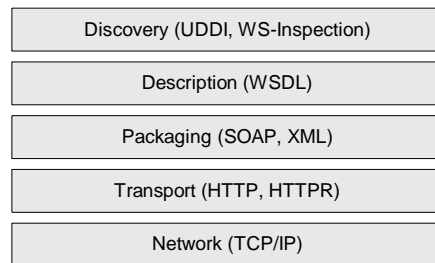 Discovery (UDDI, WS-Inspection)
Description (WSDL)
Packaging (SOAP, XML)
Transport (HTTP, HTTPR)
Network (TCP/IP)